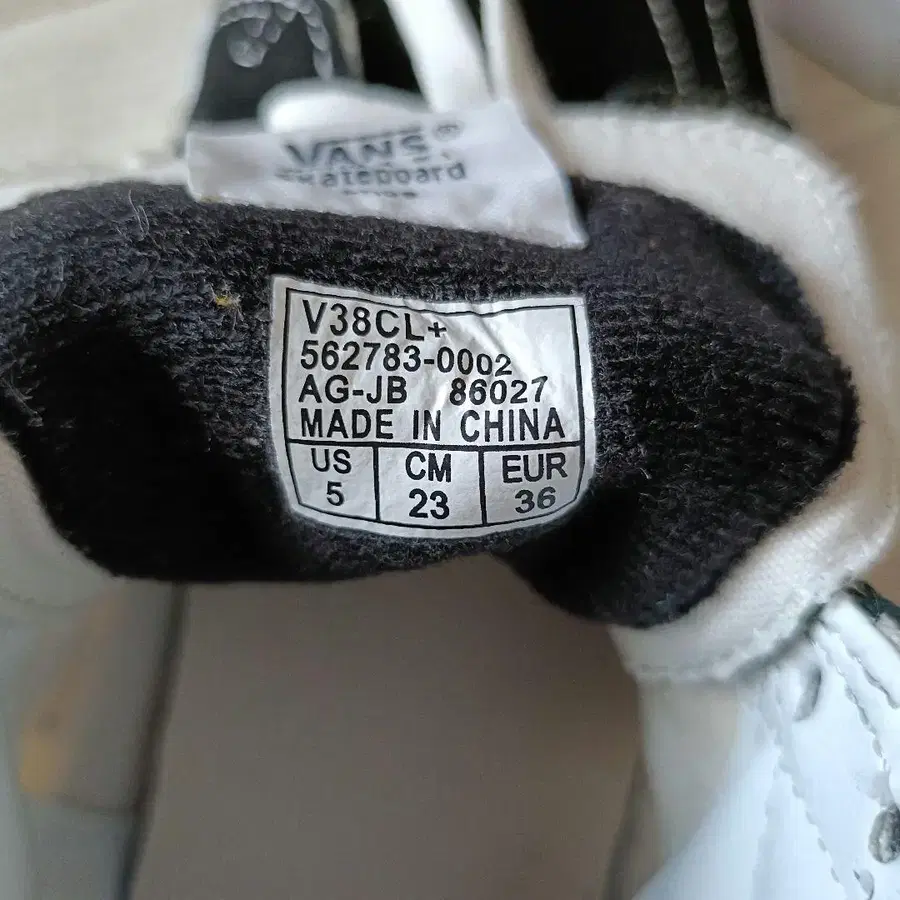 VANS®
skateboard
V38CL+
562783-0002
AG-JB 86027
MADE IN CHINA
US CM EUR
5 23 36